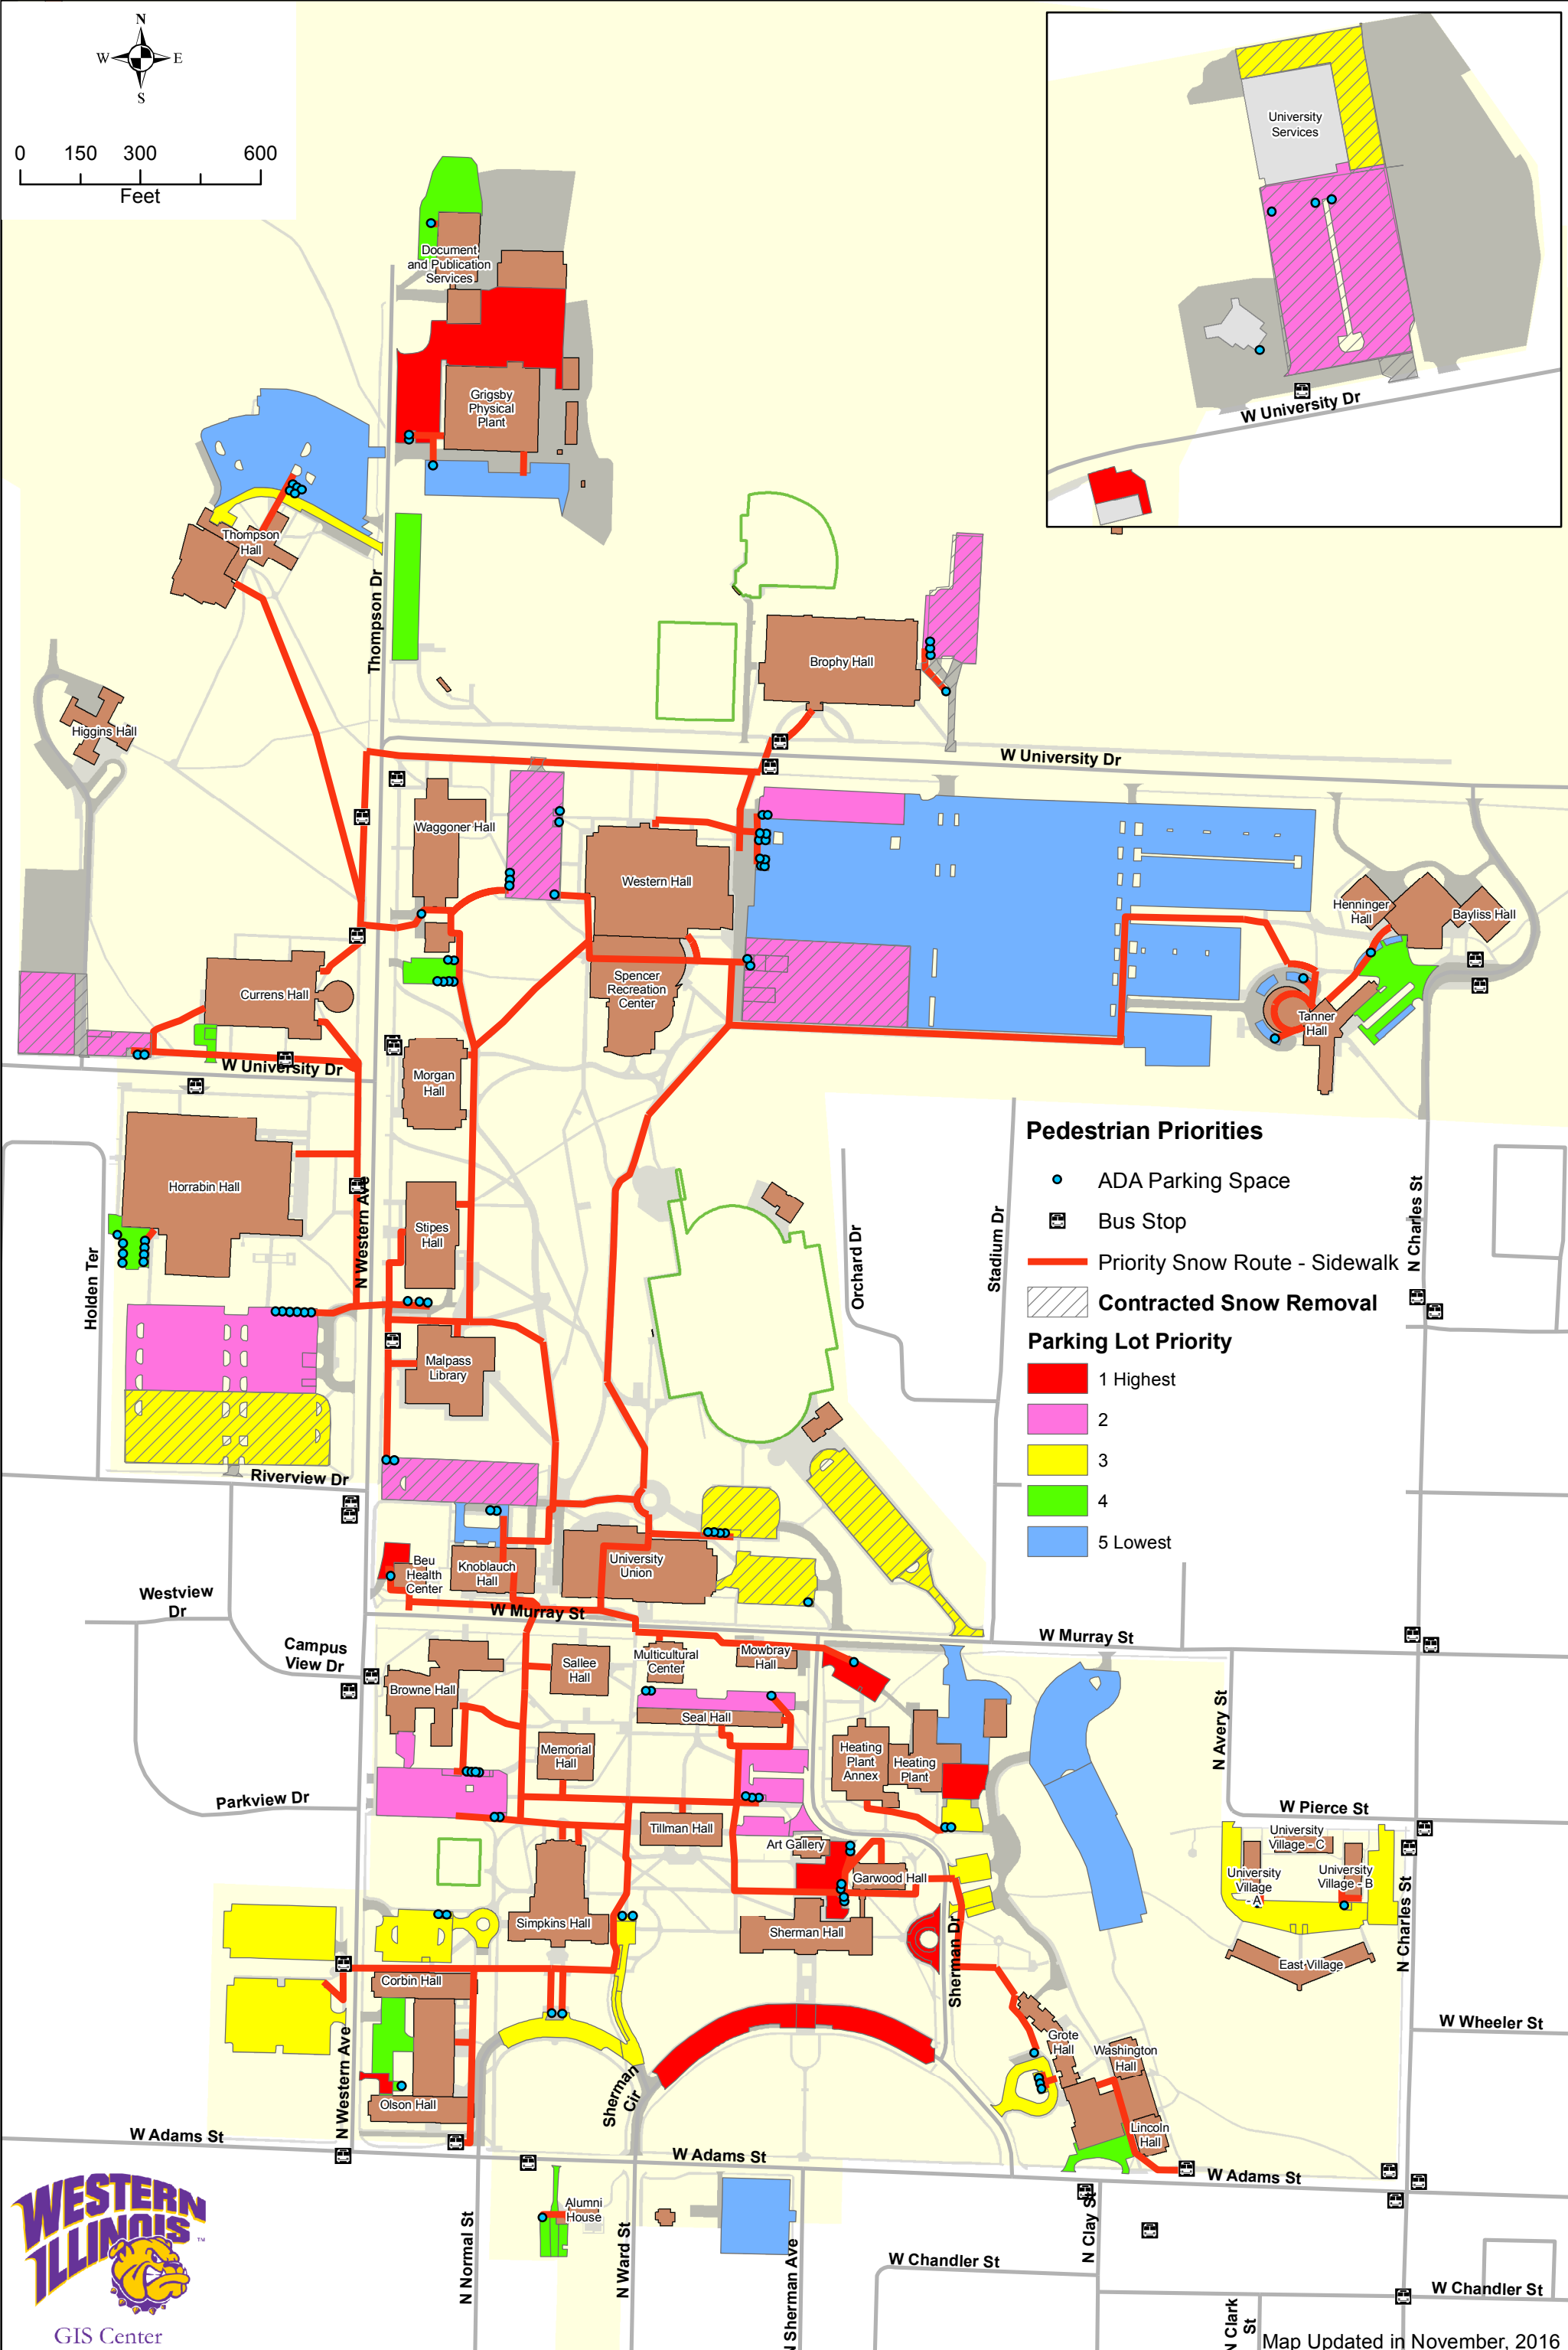 N
W E
S
0 150 300 600
Feet
University
Services
W University Dr
Document
and Publication
Services
Grigsby
Physical
Plant
Thompson
Hall
Thompson Dr
Brophy Hall
Higgins Hall
W University Dr
Waggoner Hall
Western Hall
Henninger
Hall
Bayliss Hall
Currens Hall
Spencer
Recreation
Center
Tanner
Hall
W University Dr
Morgan
Hall
Horrabin Hall
N Western Ave
Stipes
Hall
Holden Ter
Orchard Dr
Stadium Dr
N Charles St
Pedestrian Priorities
ADA Parking Space
Bus Stop
Priority Snow Route - Sidewalk
Contracted Snow Removal
Parking Lot Priority
1 Highest
2
3
4
5 Lowest
Malpass
Library
Riverview Dr
Beu
Health
Center
Knoblauch
Hall
University
Union
Westview
Dr
W Murray St
W Murray St
Campus
View Dr
Browne Hall
Sallee
Hall
Multicultural
Center
Mowbray
Hall
Seal Hall
Memorial
Hall
Heating
Plant
Annex
Heating
Plant
N Avery St
Parkview Dr
Tillman Hall
W Pierce St
Art Gallery
University
Village - C
University
Village
- A
University
Village - B
Garwood Hall
Simpkins Hall
Sherman Hall
Sherman Dr
East Village
N Charles St
Corbin Hall
Grote
Hall
Washington
Hall
W Wheeler St
N Western Ave
Sherman
Cir
Olson Hall
Lincoln
Hall
W Adams St
W Adams St
W Adams St
Alumni
House
N Normal St
N Ward St
N Sherman Ave
N Clay St
W Chandler St
W Chandler St
N Clark
St
WESTERN
ILLINOIS
TM
GIS Center
Map Updated in November, 2016